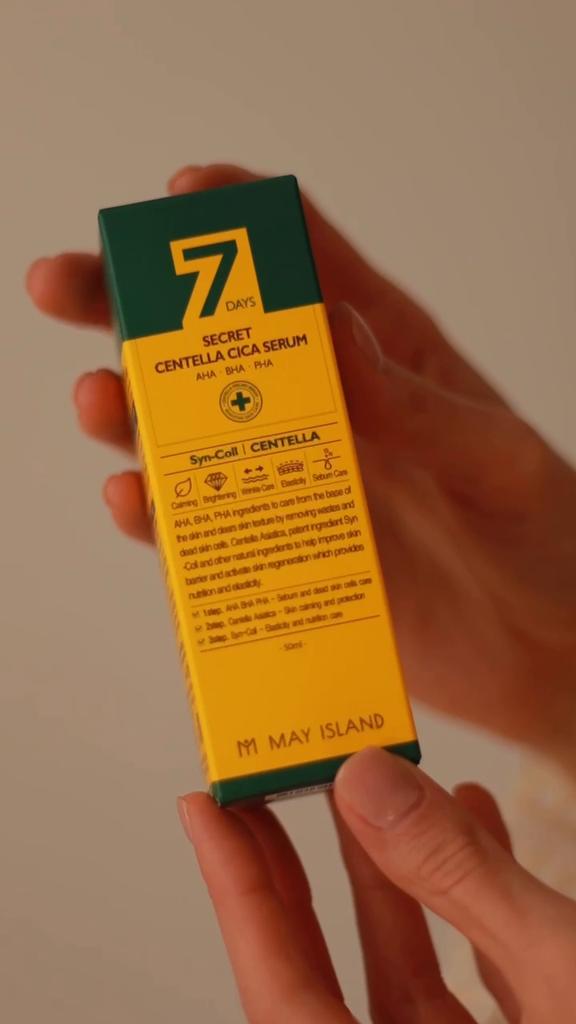 7
DAYS
SECRET
CENTELLA CICA SERUM
AHA · BHA · PHA
Syn-Coll | CENTELLA
Calming Brightening Wrinkle-Care Elasticity Sebum Care
AHA, BHA, PHA ingredients to care from the base of
the skin and clears skin texture by removing wastes and
dead skin cells. Centella Asiatica, patent ingredient Syn
-Coll and other natural ingredients to help improve skin
barrier and activate skin regeneration which provides
nutrition and elasticity.
1step. AHA BHA PHA - Sebum and dead skin cells care
2step. Centella Asiatica - Skin calming and protection
3step. Syn-Coll - Elasticity and nutrition care
- 50ml -
MAY ISLAND